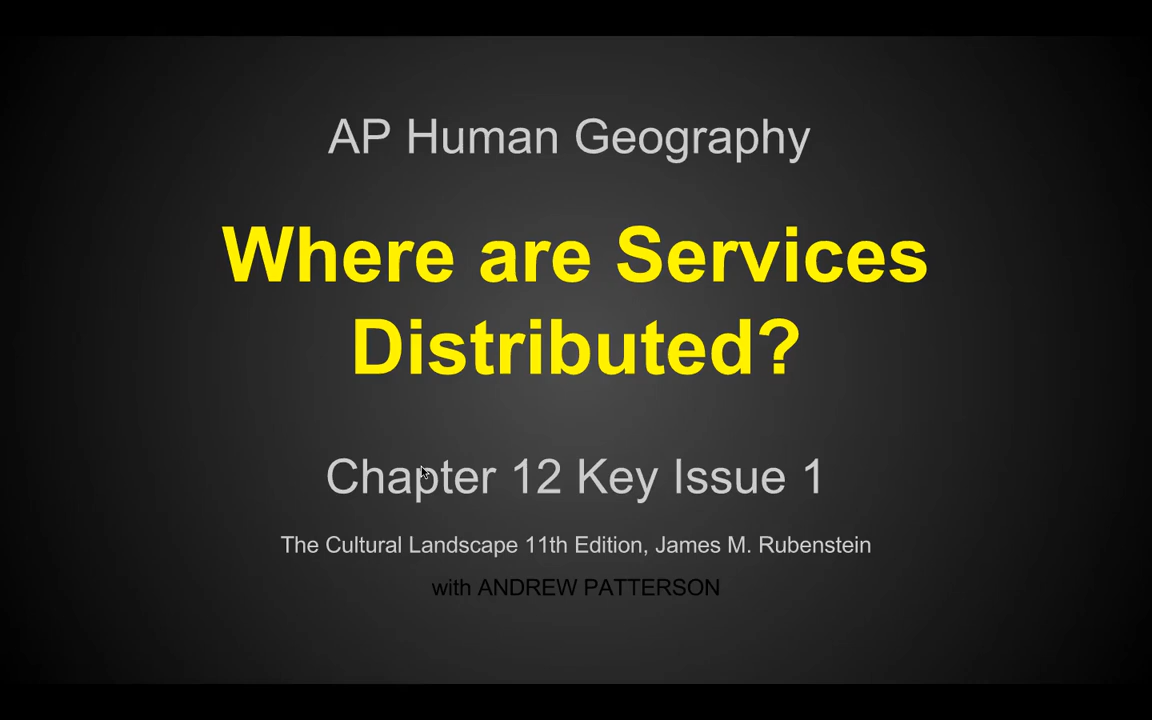 AP Human Geography
Where are Services
Distributed?
Chapter 12 Key Issue 1
The Cultural Landscape 11th Edition, James M. Rubenstein
with ANDREW PATTERSON